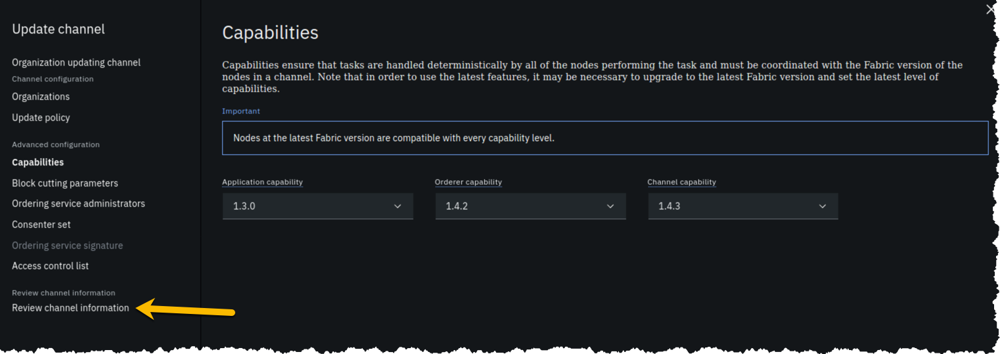 Update channel
Organization updating channel
Channel configuration
Organizations
Update policy
Advanced configuration
Capabilities
Block cutting parameters
Ordering service administrators
Consenter set
Ordering service signature
Access control list
Review channel information
Review channel information
Capabilities
Capabilities ensure that tasks are handled deterministically by all of the nodes performing the task and must be coordinated with the Fabric version of the
nodes in a channel. Note that in order to use the latest features, it may be necessary to upgrade to the latest Fabric version and set the latest level of
capabilities.
Important
Nodes at the latest Fabric version are compatible with every capability level.
Application capability
1.3.0
Orderer capability
1.4.2
Channel capability
1.4.3